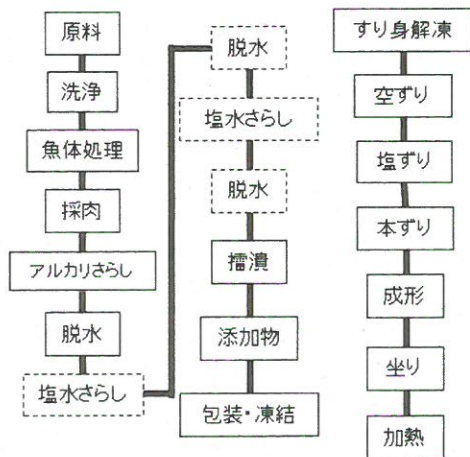 原料
洗浄
魚体処理
採肉
アルカリさらし
脱水
塩水さらし
脱水
塩水さらし
脱水
擂潰
添加物
包装・凍結
すり身解凍
空ずり
塩ずり
本ずり
成形
坐り
加熱